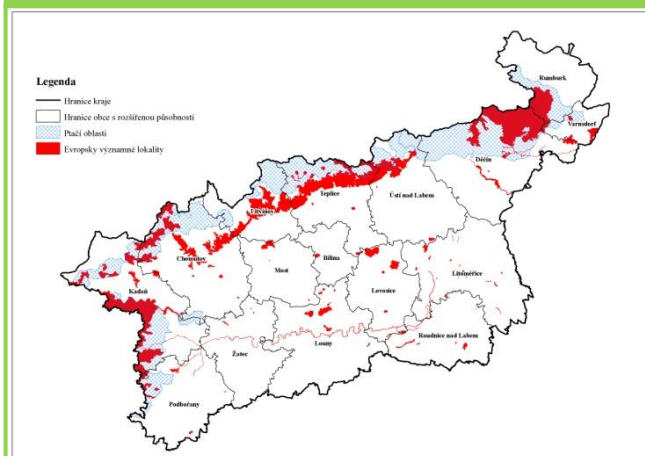 Legenda
Hranice kraje
Hranice obce s rozšířenou působností
Ptačí oblasti
Evropsky významné lokality
Rumburk
Varnsdorf
Děčín
Teplice
Ústí nad Labem
Litvínov
Chomutov
Most
Bílina
Litoměřice
Kadaň
Lovosice
Roudnice nad Labem
Louny
Žatec
Podbořany